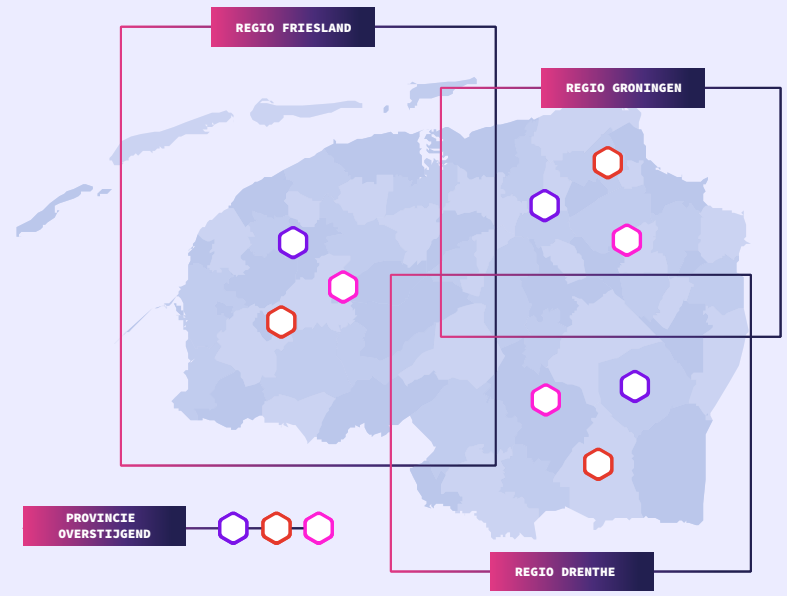 REGIO FRIESLAND
REGIO GRONINGEN
PROVINCIE
OVERSTIJGEND
REGIO DRENTHE